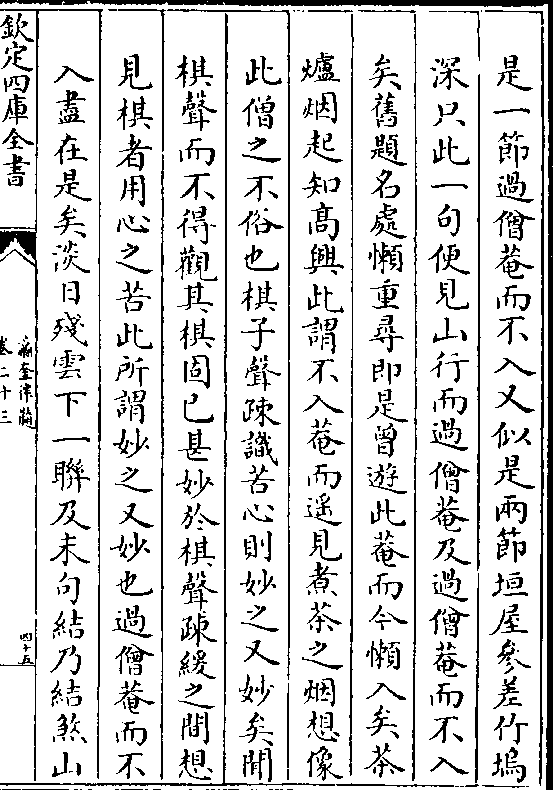 是一節過僧菴而不入又似是兩節垣屋參差竹塢
深只此一句便見山行而過僧菴及過僧菴而不入
矣舊題名處懶重尋即是曾遊此菴而今懶入矣茶
爐烟起知髙興此謂不入菴而遥見煮茶之烟想像
此僧之不俗也棋子聲疎識苦心則妙之又妙矣聞
棋聲而不得觀其棋固已甚妙於棋聲疎緩之間想
見棋者用心之苦此所謂妙之又妙也過僧菴而不
入盡在是矣淡日殘雲下一聯及末句結乃結煞山
欽定四庫全書
瀛奎律髓
卷二十三
四十五